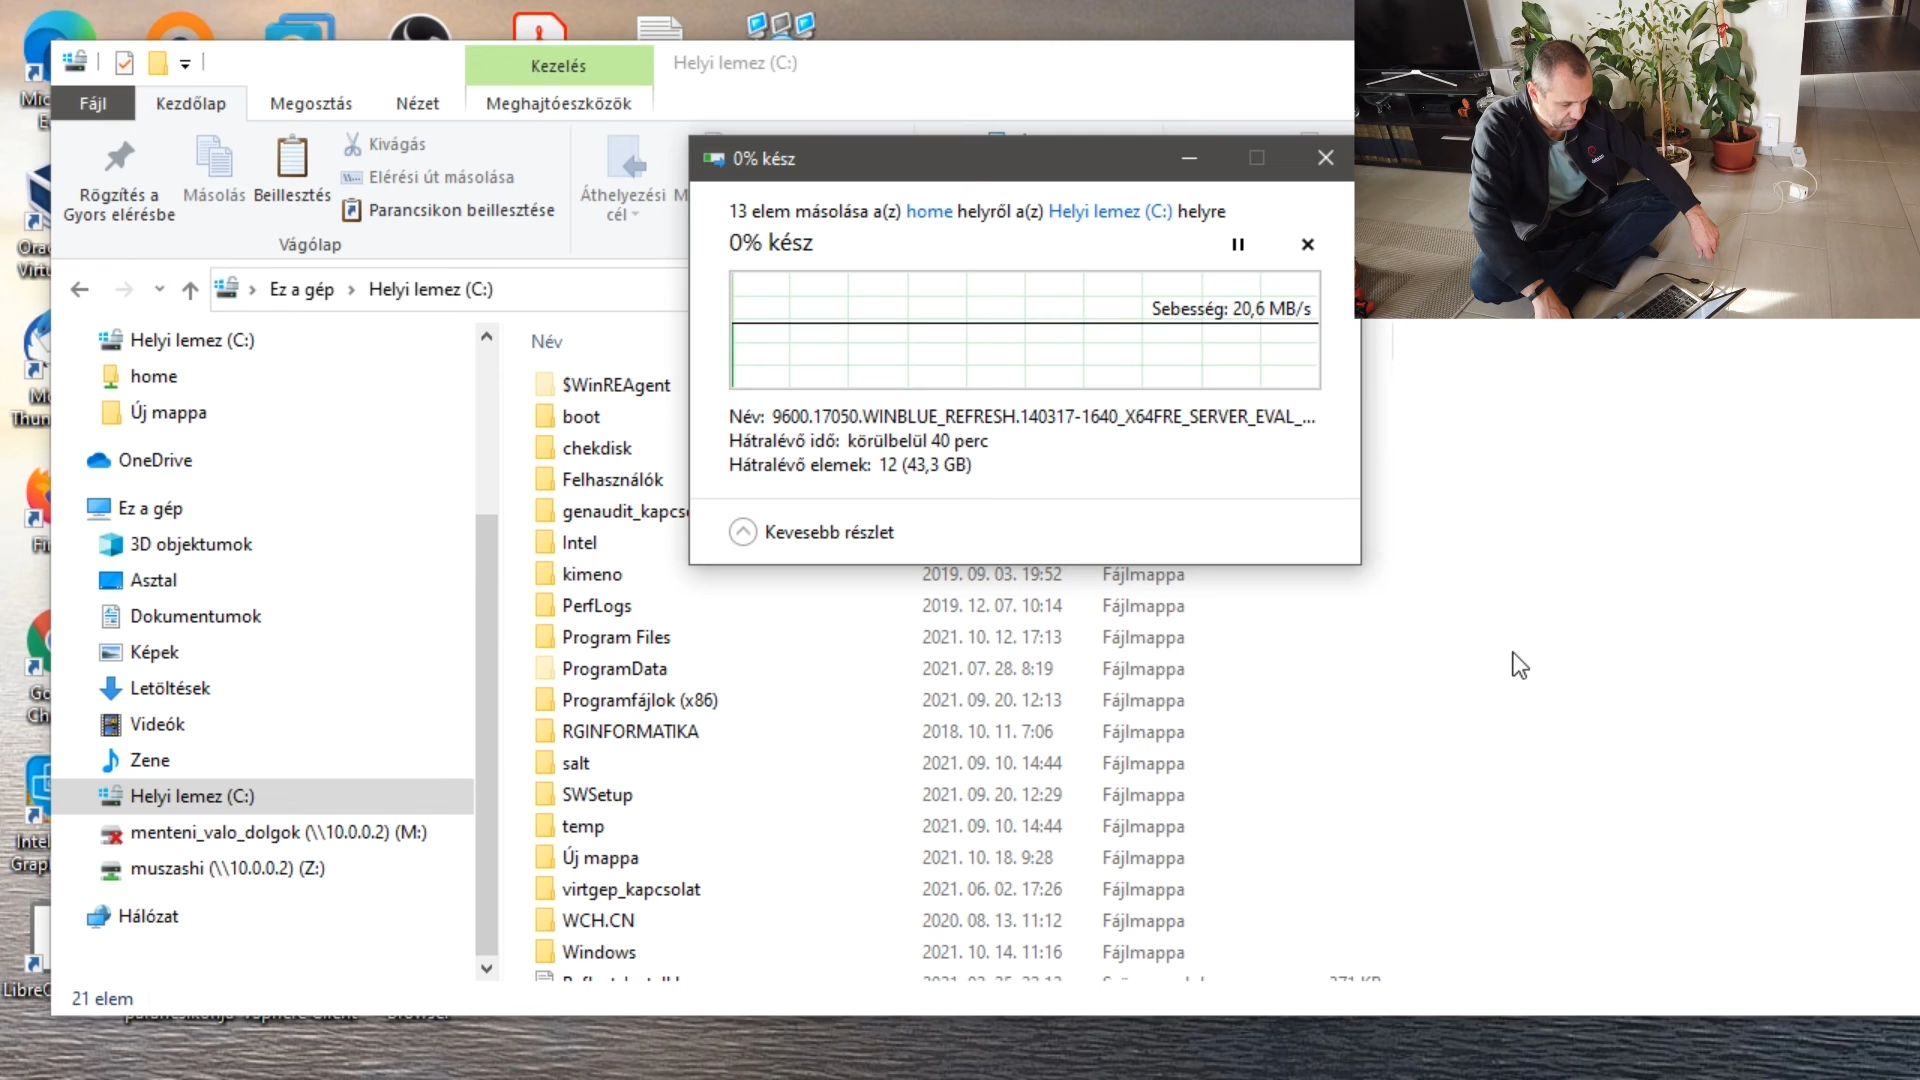 Kezelés
Helyi lemez (C:)
Fájl
Kezdőlap
Megosztás
Nézet
Meghajtóeszközök
Rögzítés a
Gyors elérésbe
Másolás
Beillesztés
Kivágás
Elérési út másolása
Parancsikon beillesztése
Vágólap
Áthelyezési
cél
0% kész
13 elem másolása a(z) home helyről a(z) Helyi lemez (C:) helyre
0% kész
Sebesség: 20,6 MB/s
Név: 9600.17050.WINBLUE_REFRESH.140317-1640_X64FRE_SERVER_EVAL_...
Hátralévő idő: körülbelül 40 perc
Hátralévő elemek: 12 (43,3 GB)
Kevesebb részlet
Ez a gép
Helyi lemez (C:)
Helyi lemez (C:)
home
Új mappa
OneDrive
Ez a gép
3D objektumok
Asztal
Dokumentumok
Képek
Letöltések
Videók
Zene
Helyi lemez (C:)
menteni_valo_dolgok (\\10.0.0.2) (M:)
muszashi (\\10.0.0.2) (Z:)
Hálózat
Név
$WinREAgent
boot
chekdisk
Felhasználók
genaudit_kapcs
Intel
kimeno 2019. 09. 03. 19:52 Fájlmappa
PerfLogs 2019. 12. 07. 10:14 Fájlmappa
Program Files 2021. 10. 12. 17:13 Fájlmappa
ProgramData 2021. 07. 28. 8:19 Fájlmappa
Programfájlok (x86) 2021. 09. 20. 12:13 Fájlmappa
RGINFORMATIKA 2018. 10. 11. 7:06 Fájlmappa
salt 2021. 09. 10. 14:44 Fájlmappa
SWSetup 2021. 09. 20. 12:29 Fájlmappa
temp 2021. 09. 10. 14:44 Fájlmappa
Új mappa 2021. 10. 18. 9:28 Fájlmappa
virtgep_kapcsolat 2021. 06. 02. 17:26 Fájlmappa
WCH.CN 2020. 08. 13. 11:12 Fájlmappa
Windows 2021. 10. 14. 11:16 Fájlmappa
21 elem